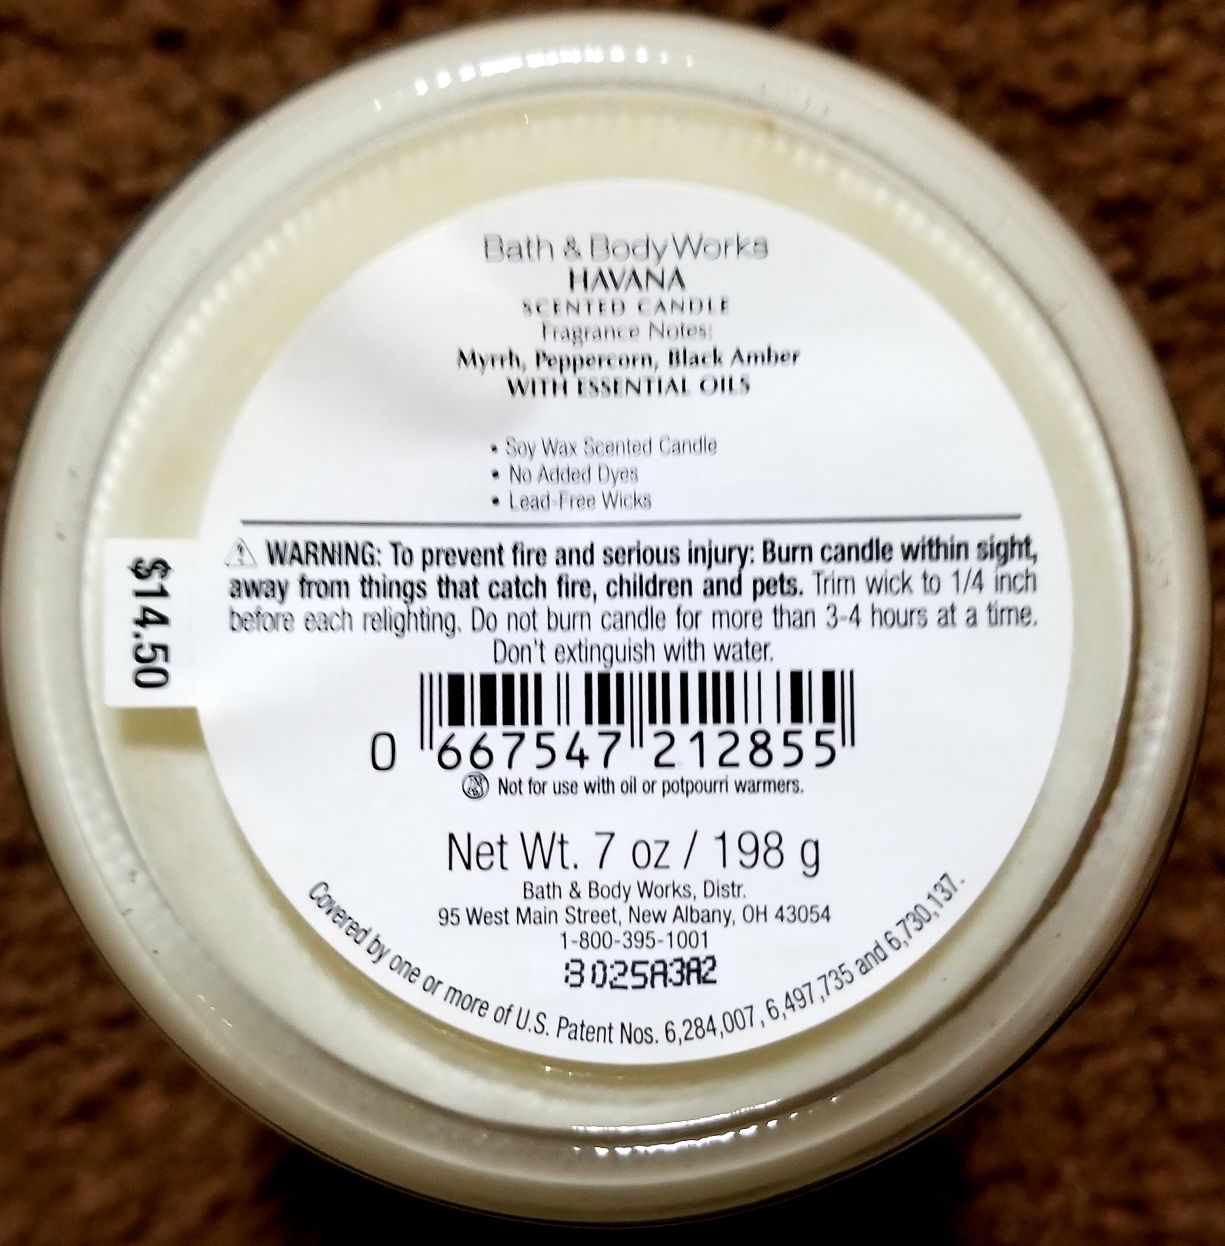 Bath & Body Works
HAVANA
SCENTED CANDLE
Fragrance Notes:
Myrrh, Peppercorn, Black Amber
WITH ESSENTIAL OILS
• Soy Wax Scented Candle
• No Added Dyes
• Lead-Free Wicks
⚠ WARNING: To prevent fire and serious injury: Burn candle within sight,
away from things that catch fire, children and pets. Trim wick to 1/4 inch
before each relighting. Do not burn candle for more than 3-4 hours at a time.
Don't extinguish with water.
$14.50
0 667547 212855
Not for use with oil or potpourri warmers.
Net Wt. 7 oz / 198 g
Bath & Body Works, Distr.
95 West Main Street, New Albany, OH 43054
1-800-395-1001
8025A3A2
Covered by one or more of U.S. Patent Nos. 6,284,007, 6,497,735 and 6,730,137.